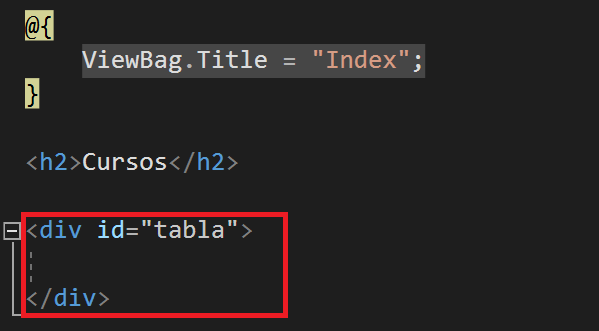 @{
ViewBag.Title = "Index";
}
<h2>Cursos</h2>
<div id="tabla">
</div>